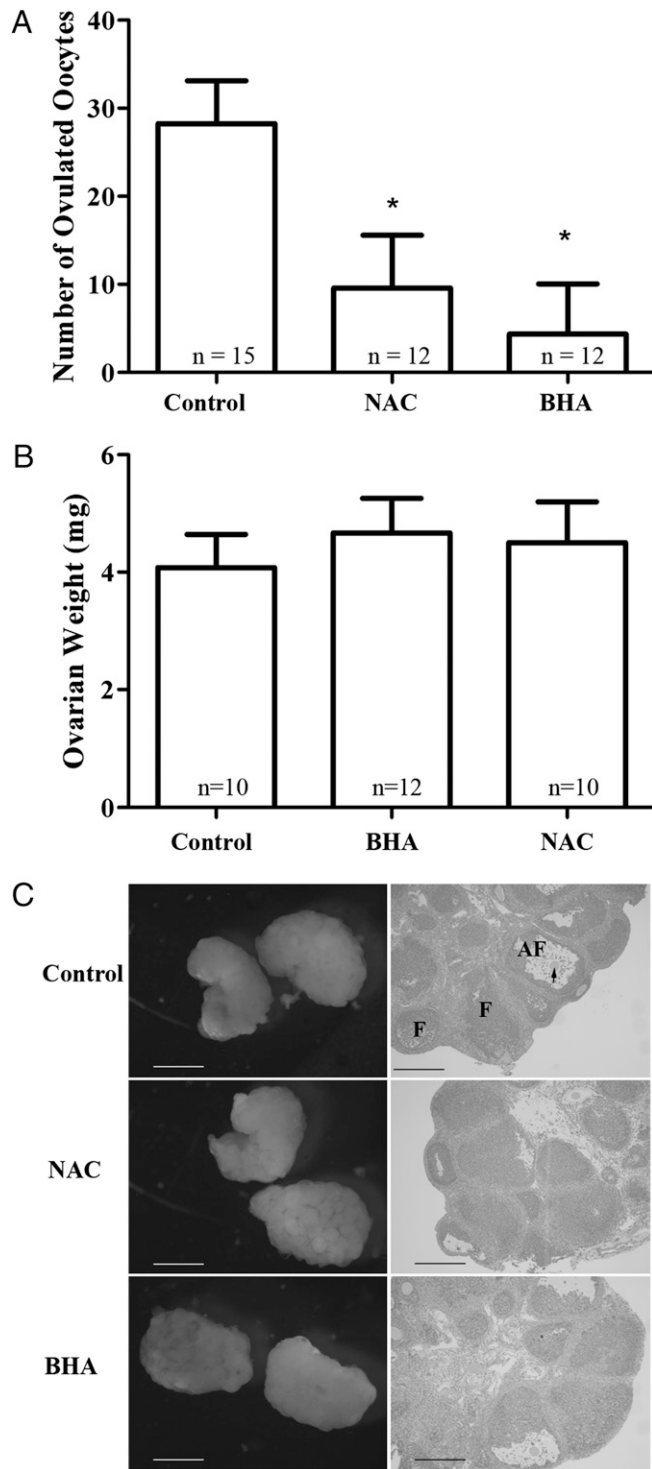 A
Number of Ovulated Oocytes
40
30
20
10
0
*
*
n = 15
n = 12
n = 12
Control
NAC
BHA
B
Ovarian Weight (mg)
6
4
2
0
n=10
n=12
n=10
Control
BHA
NAC
C
Control
AF
F
F
NAC
BHA